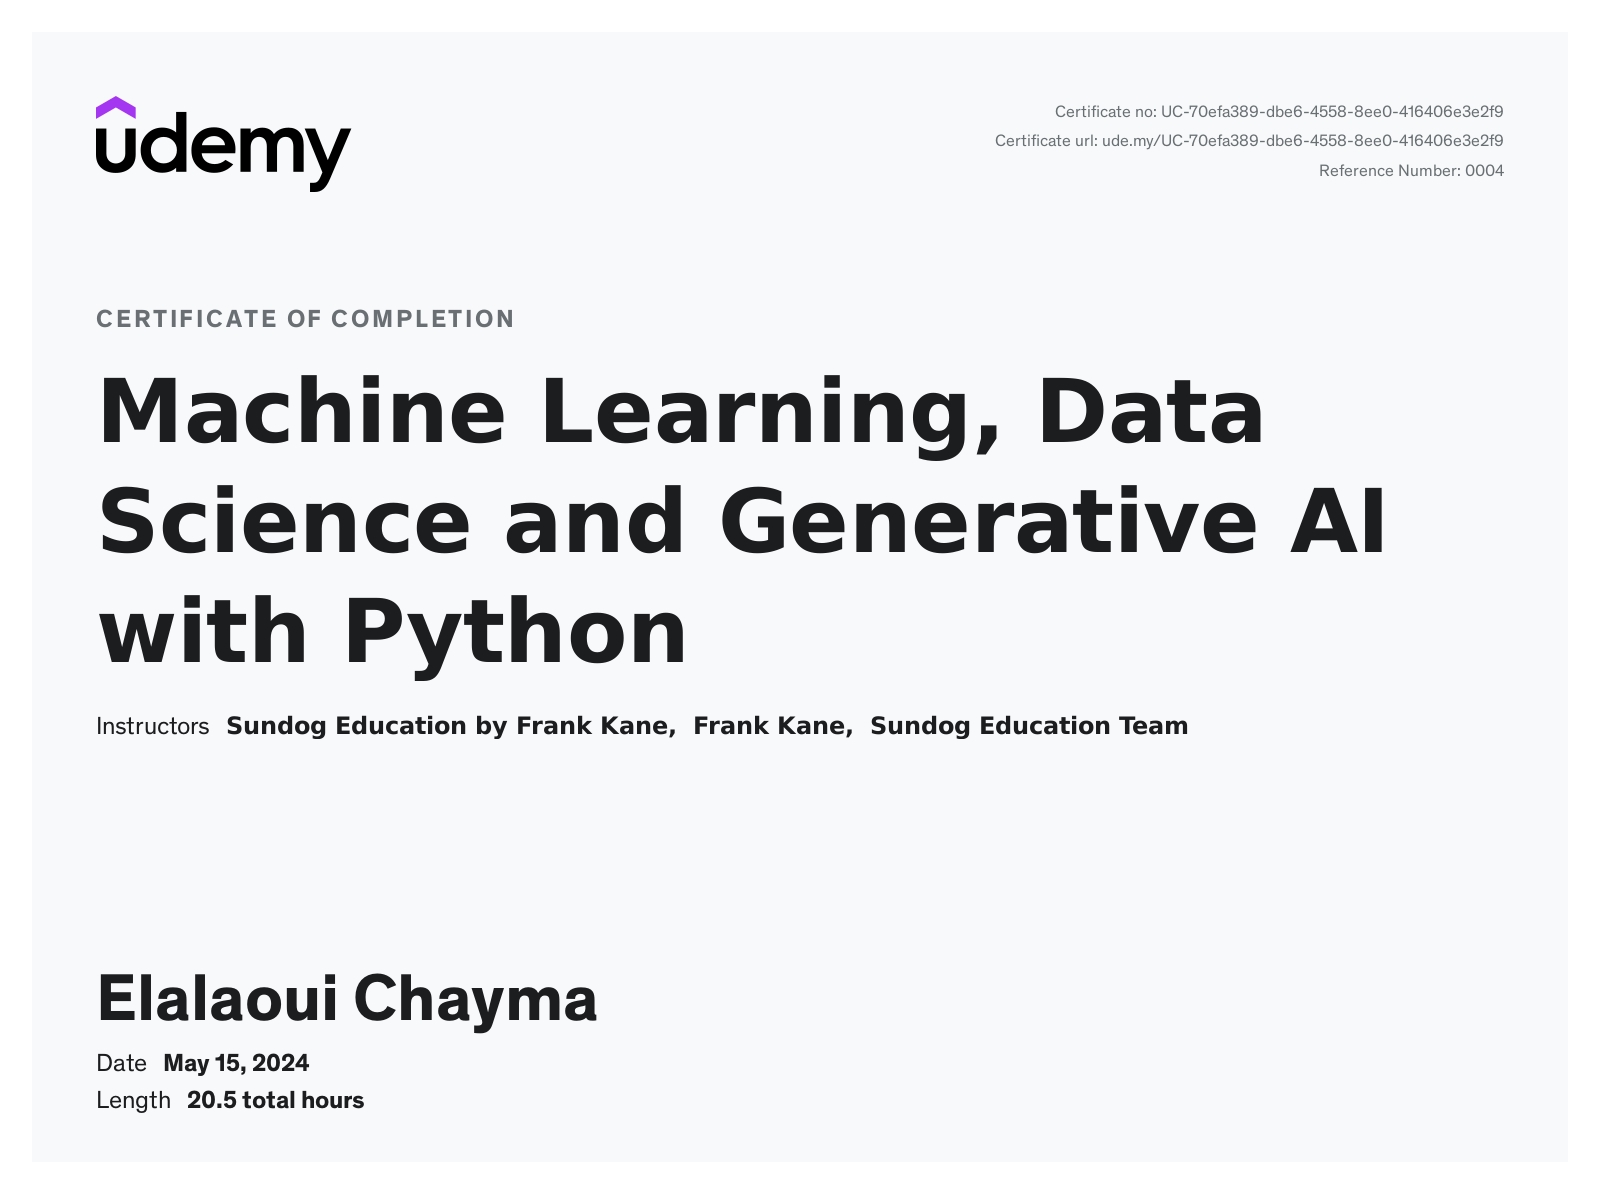 udemy
Certificate no: UC-70efa389-dbe6-4558-8ee0-416406e3e2f9
Certificate url: ude.my/UC-70efa389-dbe6-4558-8ee0-416406e3e2f9
Reference Number: 0004
CERTIFICATE OF COMPLETION
Machine Learning, Data
Science and Generative AI
with Python
Instructors Sundog Education by Frank Kane, Frank Kane, Sundog Education Team
Elalaoui Chayma
Date May 15, 2024
Length 20.5 total hours